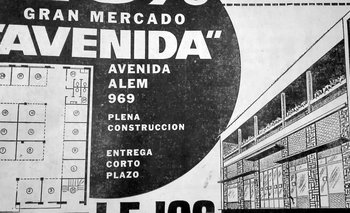 GRAN MERCADO
"AVENIDA"
AVENIDA
ALEM
969
PLENA
CONSTRUCCION
ENTREGA
CORTO
PLAZO